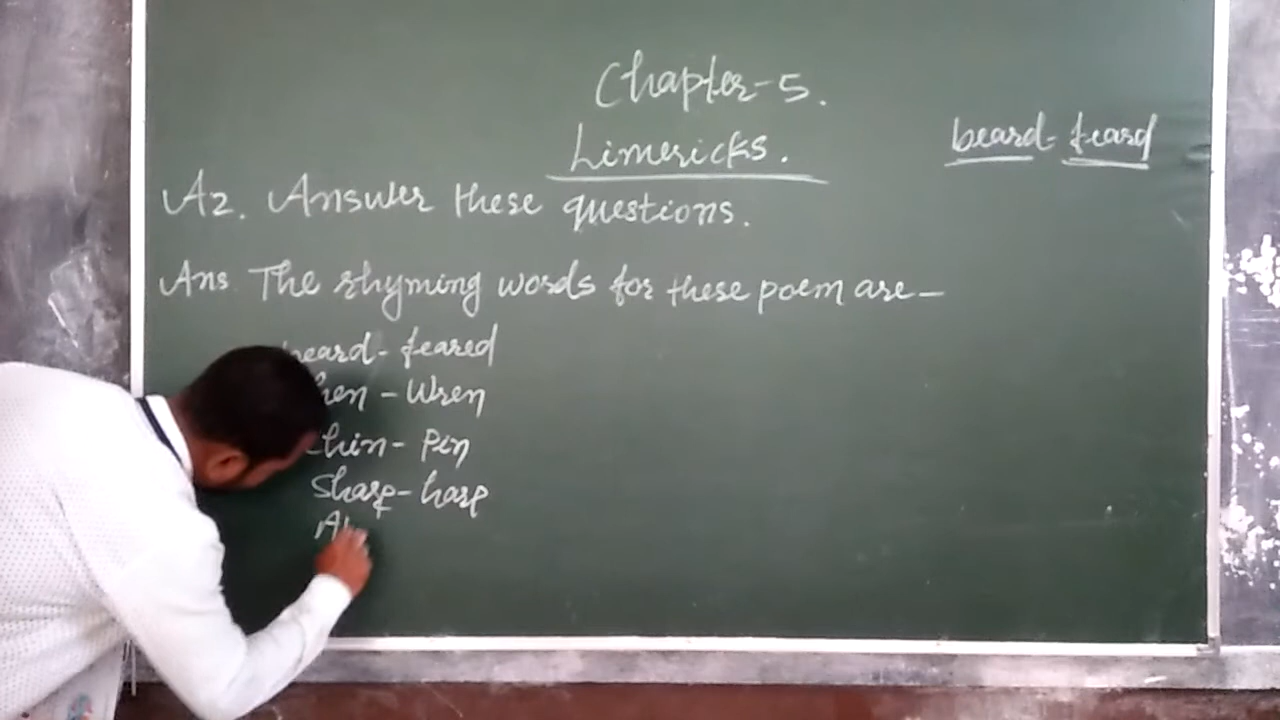 Chapter-5.
Limericks.
beard- feard
A2. Answer these questions.
Ans. The rhyming words for these poem are-
beard- feared
hen - Wren
Chin - Pin
Sharp - harp